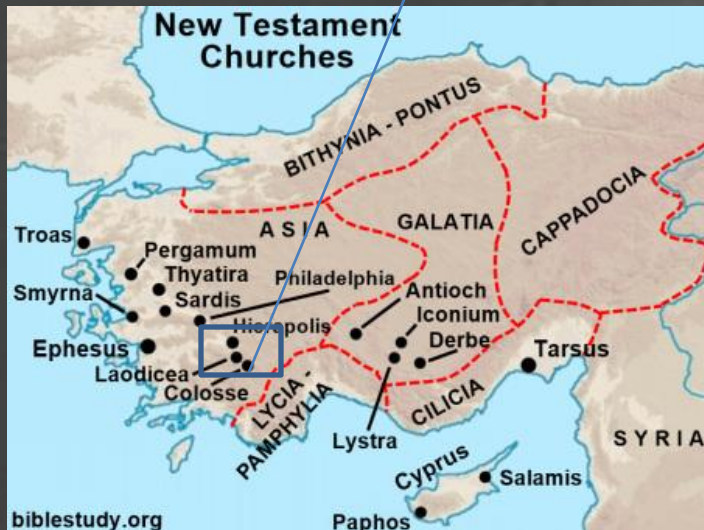 New Testament
Churches
BITHYNIA - PONTUS
ASIA
GALATIA
CAPPADOCIA
Troas
Pergamum
Thyatira
Philadelphia
Smyrna
Sardis
Antioch
Iconium
Hierapolis
Ephesus
Derbe
Tarsus
Laodicea
Colosse
LYCIA -
PAMPHYLIA
CILICIA
Lystra
SYRIA
Cyprus
Salamis
Paphos
biblestudy.org